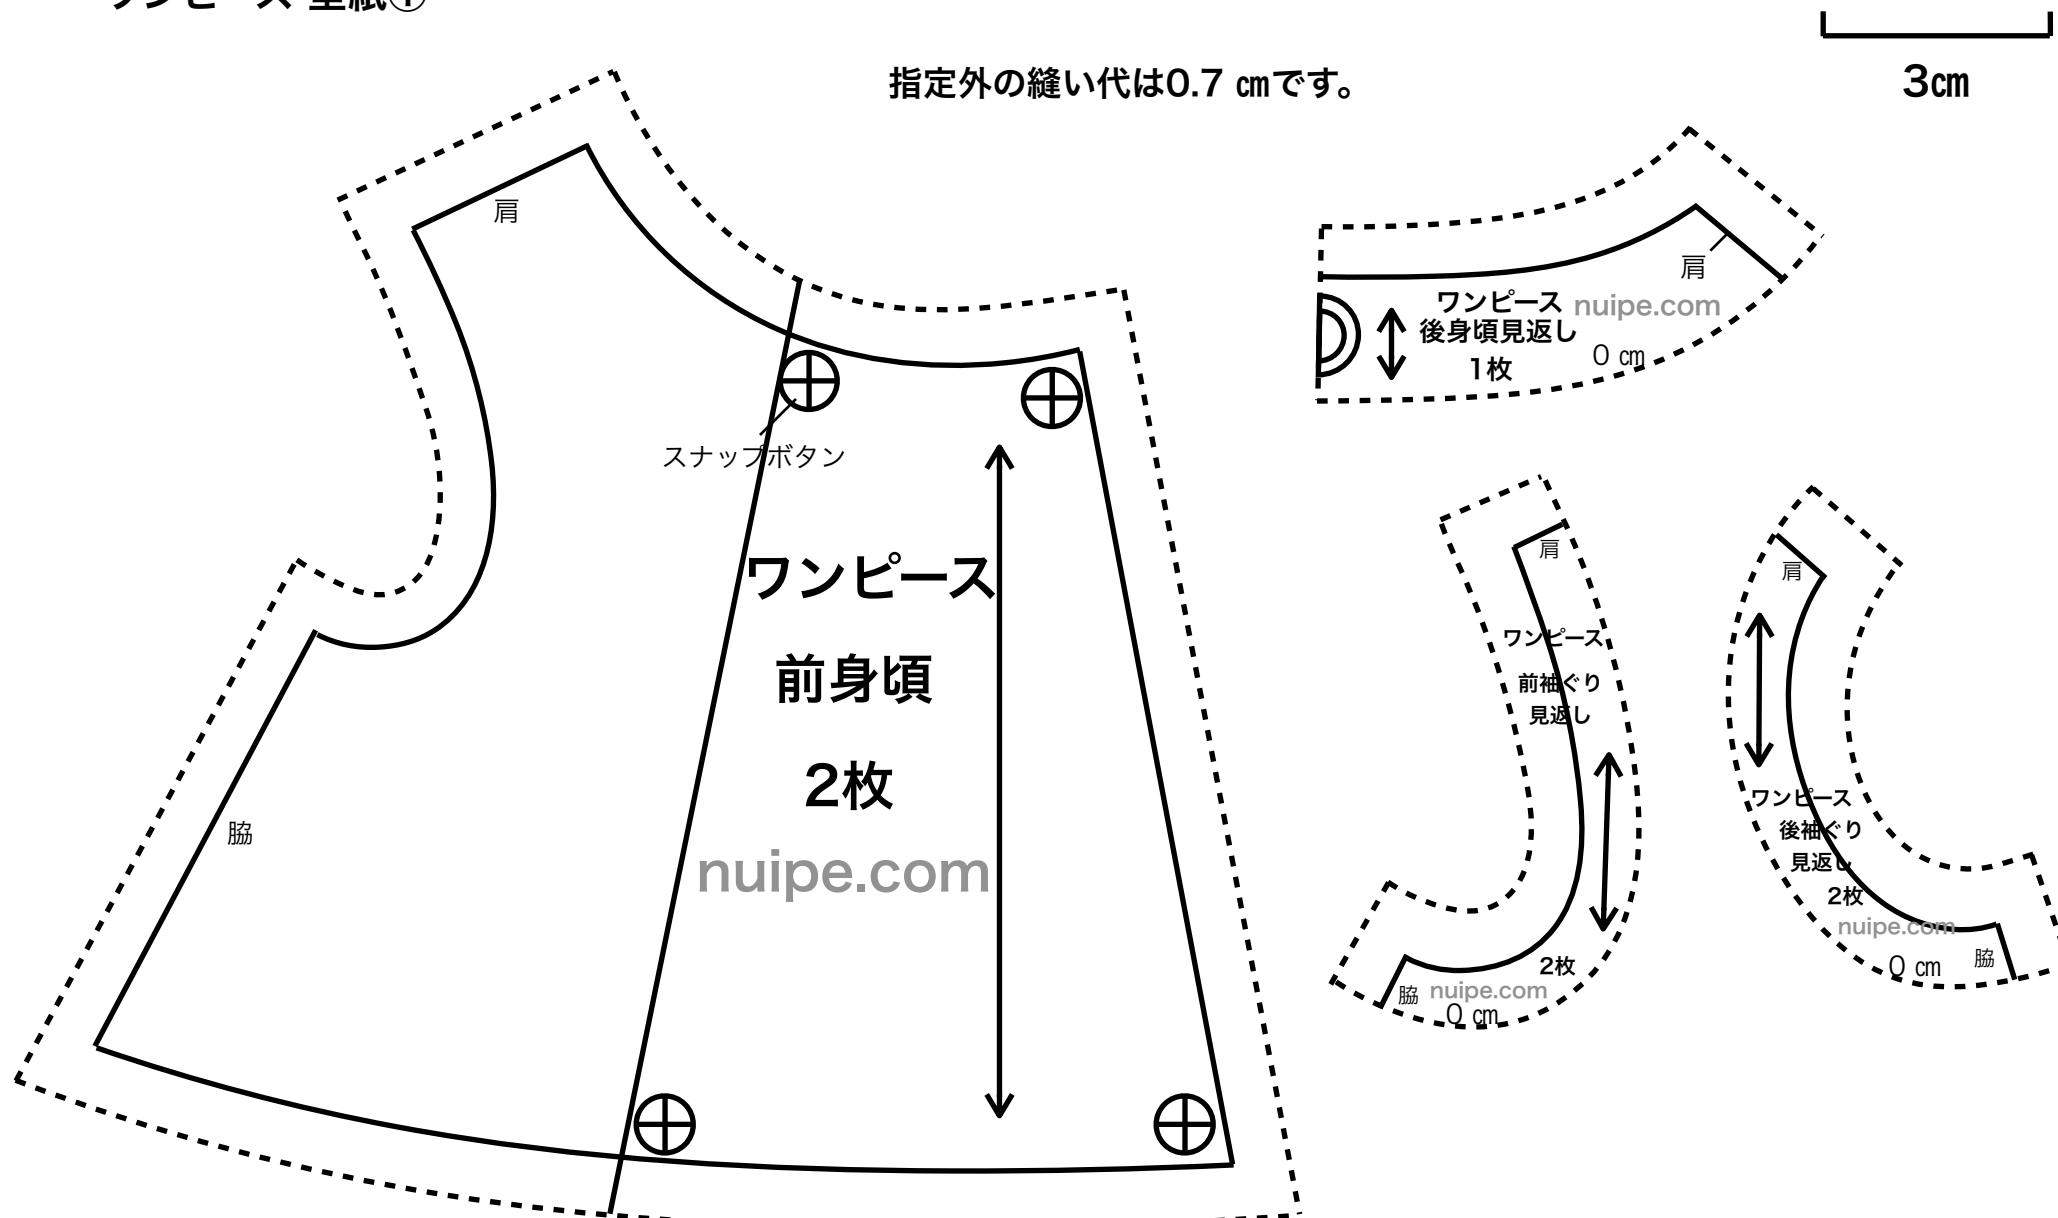 ワンピース 型紙①
指定外の縫い代は0.7 ㎝です。
3㎝
肩
スナップボタン
ワンピース
前身頃
2枚
nuipe.com
脇
肩
ワンピース
後身頃見返し
1枚
nuipe.com
0 ㎝
肩
ワンピース
前袖ぐり
見返し
2枚
脇
nuipe.com
0 ㎝
肩
ワンピース
後袖ぐり
見返し
2枚
nuipe.com
0 ㎝
脇